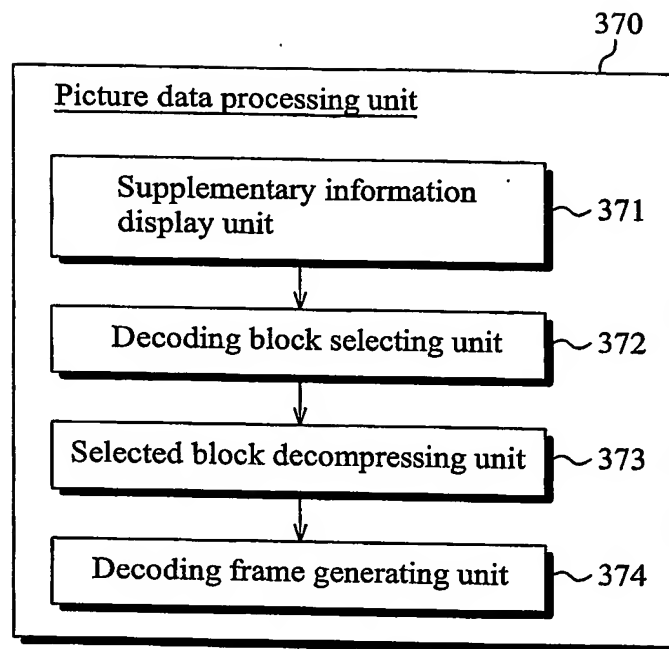 370
Picture data processing unit
Supplementary information
display unit
371
Decoding block selecting unit
372
Selected block decompressing unit
373
Decoding frame generating unit
374